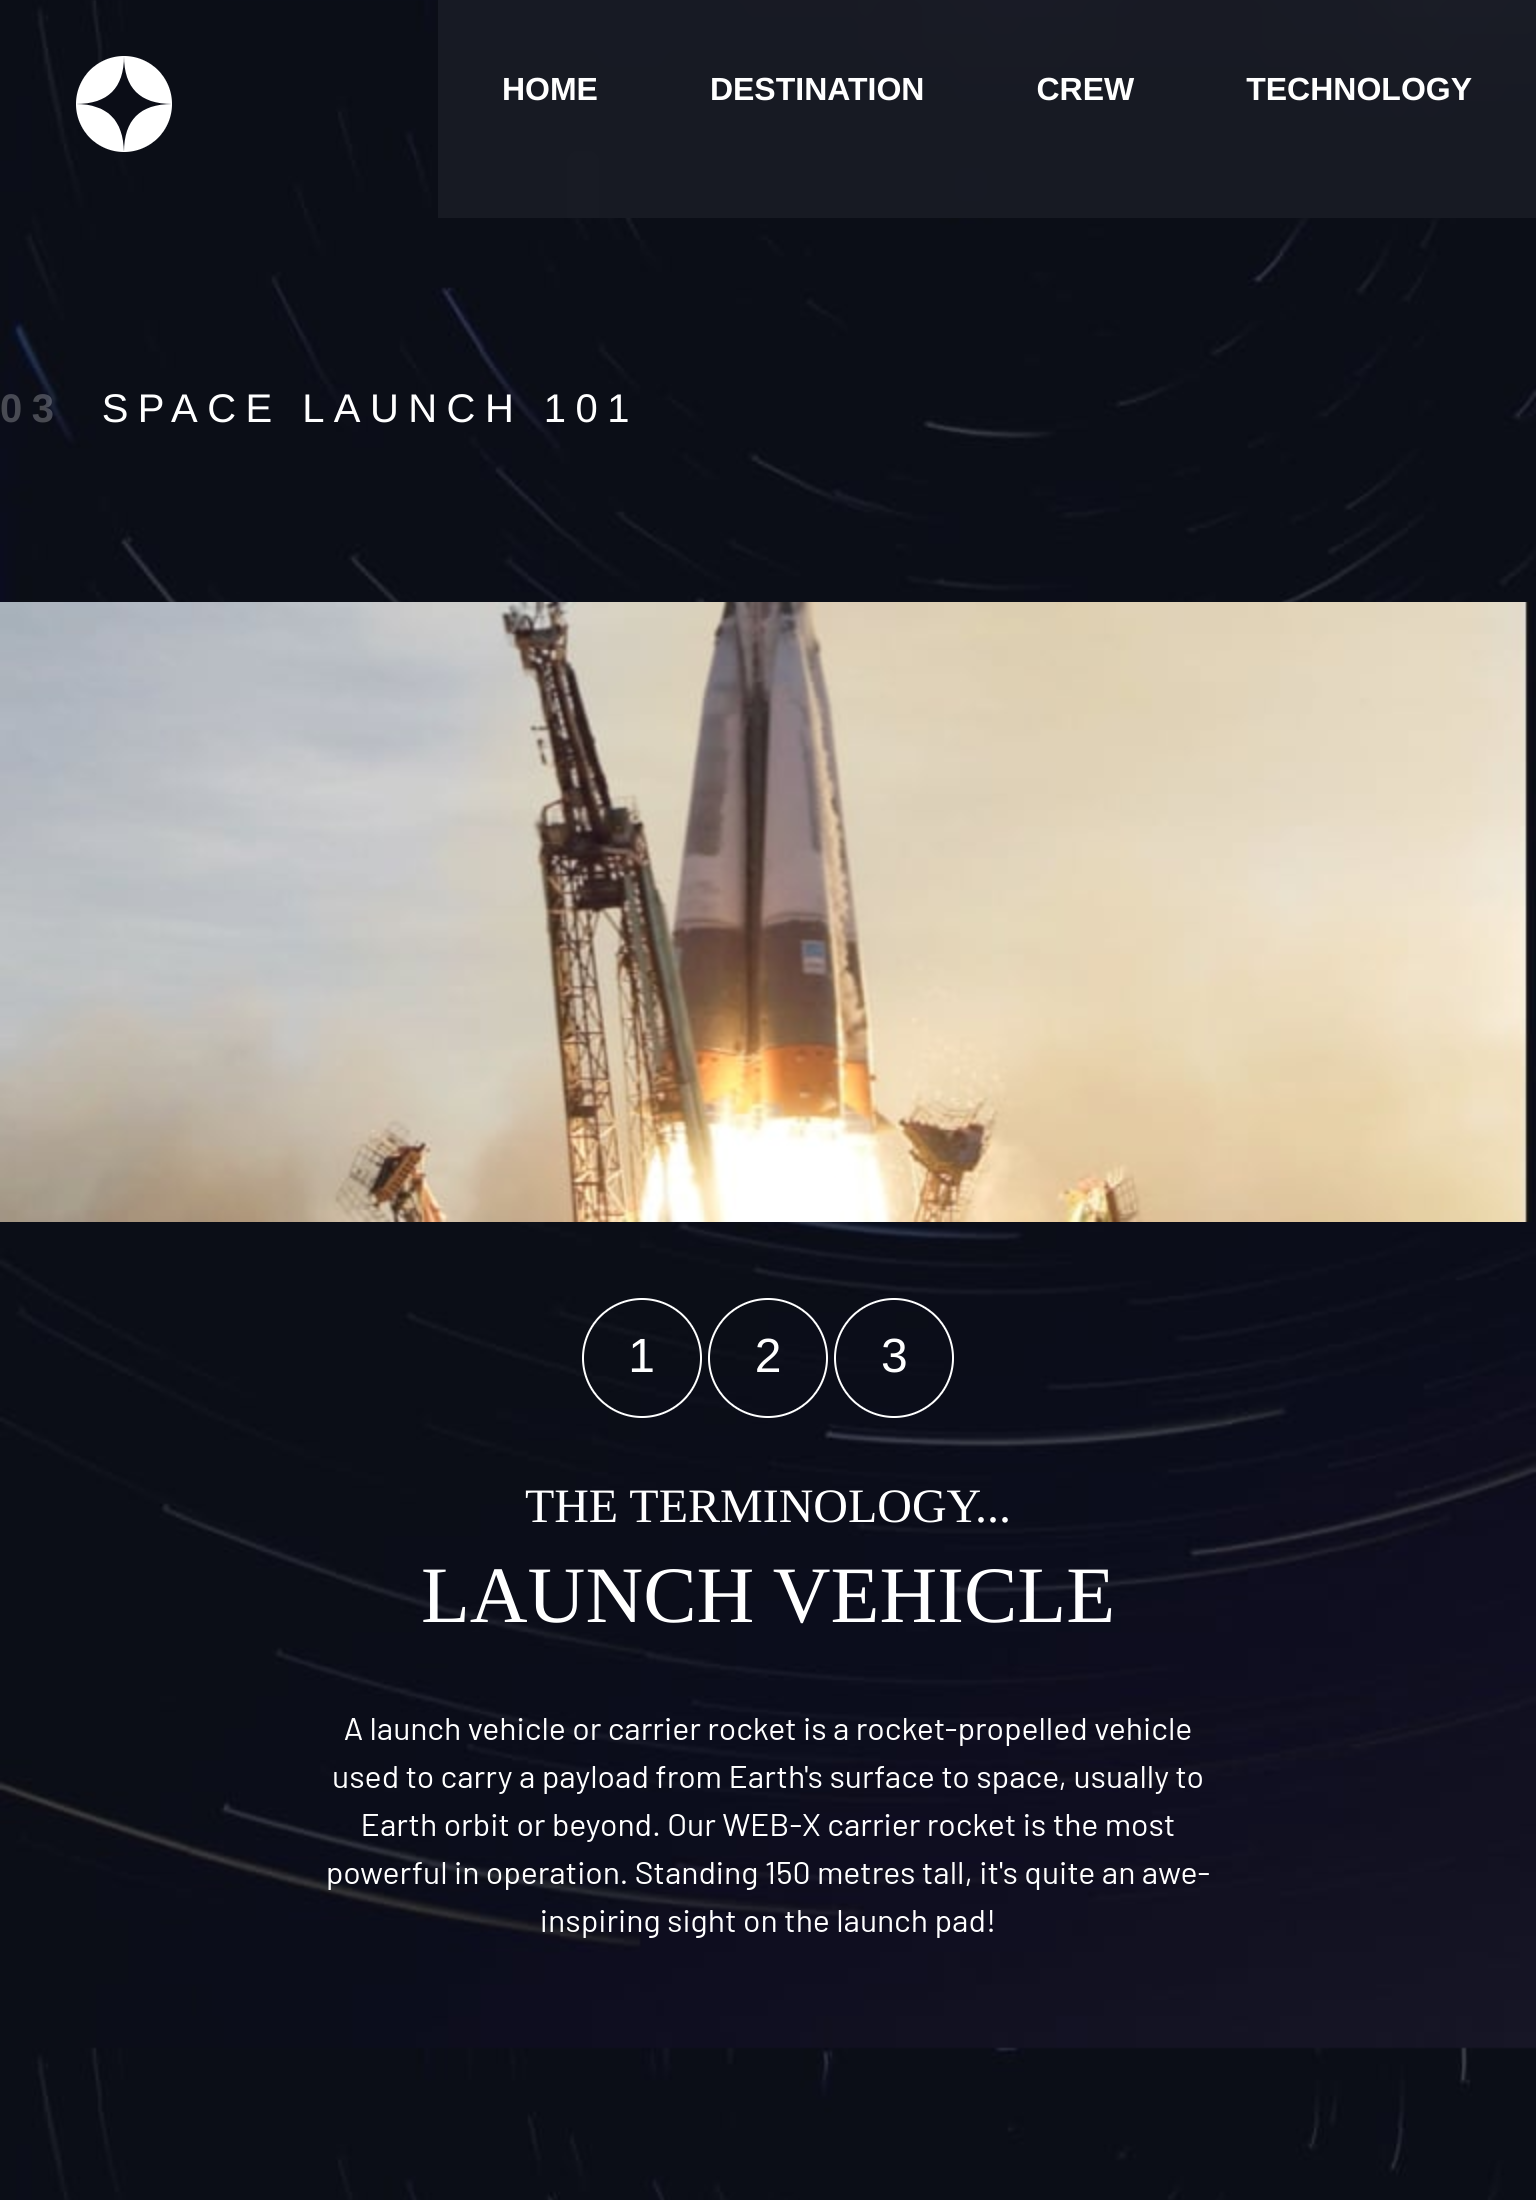 HOME DESTINATION CREW TECHNOLOGY
03 SPACE LAUNCH 101
1 2 3
THE TERMINOLOGY...
LAUNCH VEHICLE
A launch vehicle or carrier rocket is a rocket-propelled vehicle
used to carry a payload from Earth's surface to space, usually to
Earth orbit or beyond. Our WEB-X carrier rocket is the most
powerful in operation. Standing 150 metres tall, it's quite an awe-
inspiring sight on the launch pad!